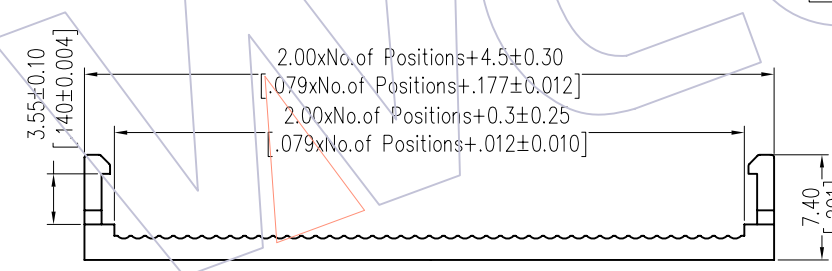 2.00xNo.of Positions+4.5±0.30
[.079xNo.of Positions+.177±0.012]
2.00xNo.of Positions+0.3±0.25
[.079xNo.of Positions+.012±0.010]
3.55±0.10
[.140±0.004]
7.40